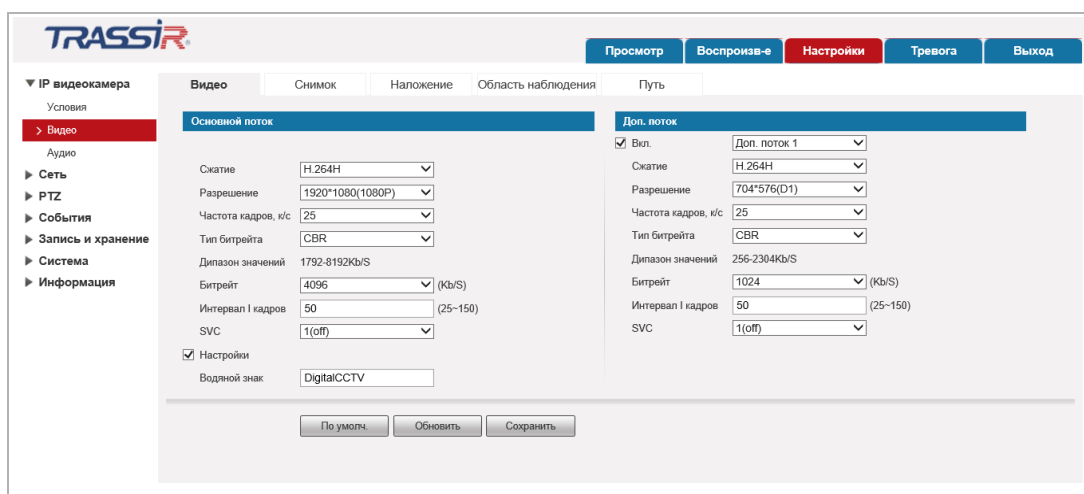 TRASSIR
Просмотр Воспроизв-е Настройки Тревога Выход
IP видеокамера
Условия
Видео
Аудио
Сеть
PTZ
События
Запись и хранение
Система
Информация
Видео Снимок Наложение Область наблюдения Путь
Основной поток
Сжатие H.264H
Разрешение 1920*1080(1080P)
Частота кадров, к/с 25
Тип битрейта CBR
Дипазон значений 1792-8192Kb/S
Битрейт 4096 (Kb/S)
Интервал I кадров 50 (25~150)
SVC 1(off)
Настройки
Водяной знак DigitalCCTV
Доп. поток
Вкл. Доп. поток 1
Сжатие H.264H
Разрешение 704*576(D1)
Частота кадров, к/с 25
Тип битрейта CBR
Дипазон значений 256-2304Kb/S
Битрейт 1024 (Kb/S)
Интервал I кадров 50 (25~150)
SVC 1(off)
По умолч. Обновить Сохранить